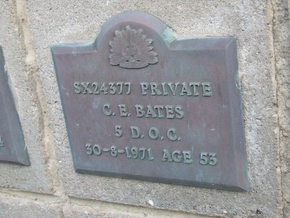 SX24377 PRIVATE
C. E. BATES
5 D. O. C.
30-8-1971 AGE 53